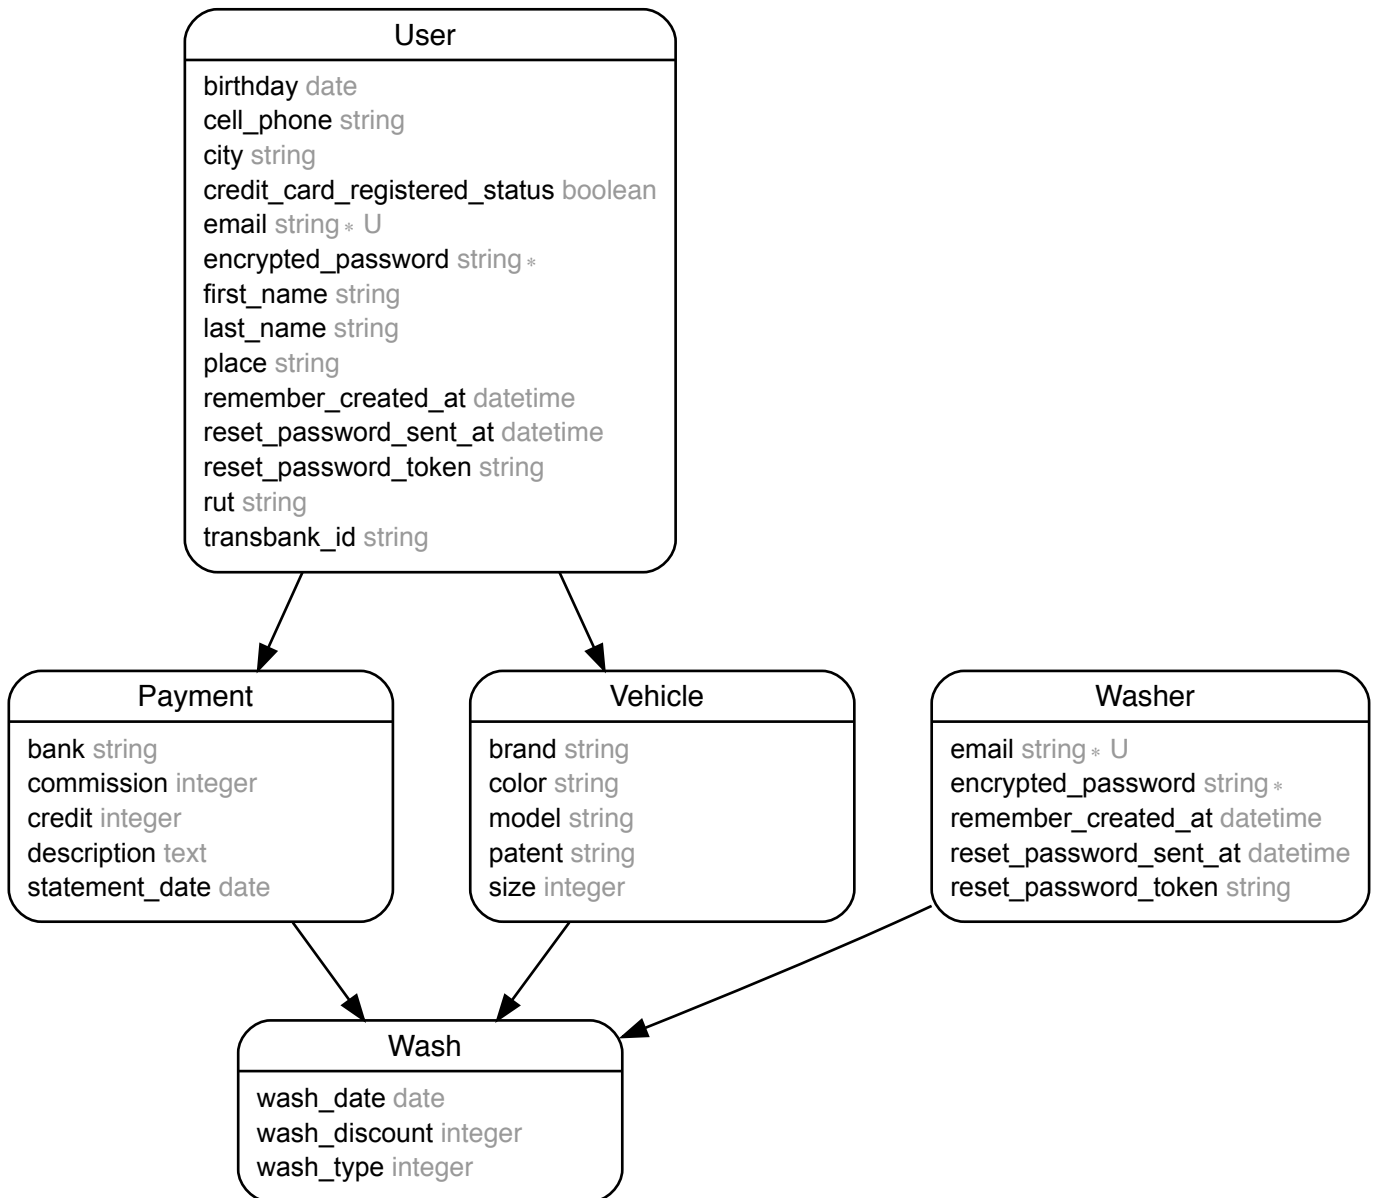 User
birthday date
cell_phone string
city string
credit_card_registered_status boolean
email string* U
encrypted_password string*
first_name string
last_name string
place string
remember_created_at datetime
reset_password_sent_at datetime
reset_password_token string
rut string
transbank_id string
Payment
bank string
commission integer
credit integer
description text
statement_date date
Vehicle
brand string
color string
model string
patent string
size integer
Washer
email string* U
encrypted_password string*
remember_created_at datetime
reset_password_sent_at datetime
reset_password_token string
Wash
wash_date date
wash_discount integer
wash_type integer